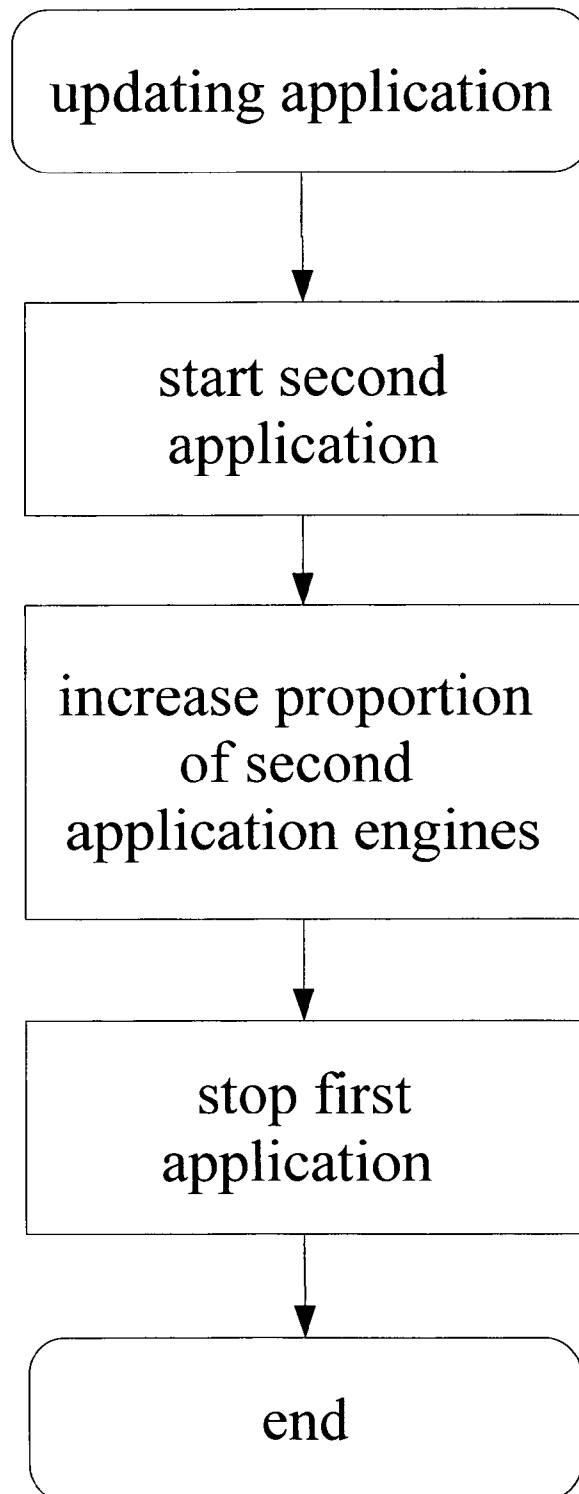 updating application
start second
application
increase proportion
of second
application engines
stop first
application
end